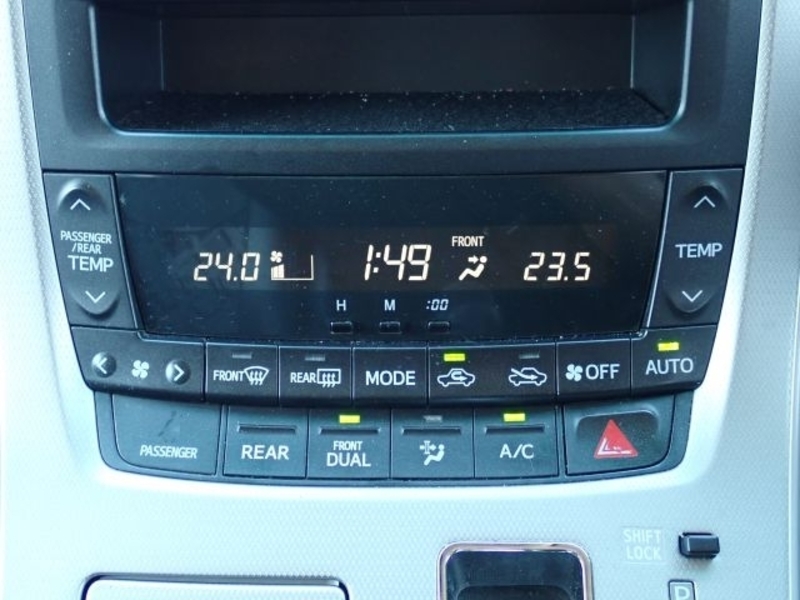 PASSENGER
/REAR
TEMP
24.0
1:49
FRONT
23.5
TEMP
H M :00
FRONT
REAR
MODE
OFF
AUTO
PASSENGER
REAR
FRONT
DUAL
A/C
SHIFT
LOCK
P